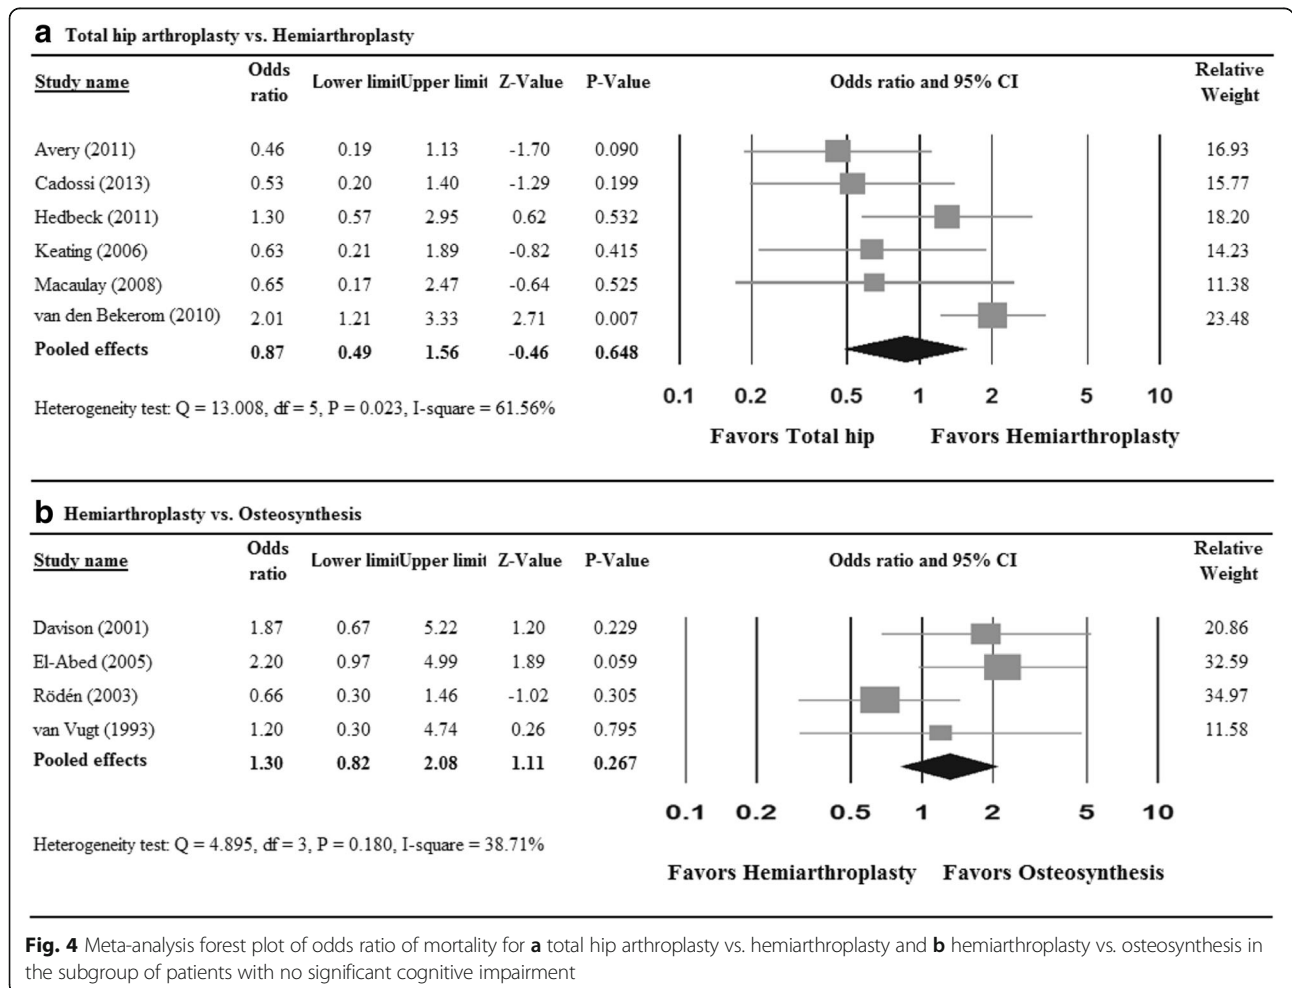 a Total hip arthroplasty vs. Hemiarthroplasty
Study name Odds ratio Lower limit Upper limit Z-Value P-Value Odds ratio and 95% CI Relative Weight
Avery (2011) 0.46 0.19 1.13 -1.70 0.090 16.93
Cadossi (2013) 0.53 0.20 1.40 -1.29 0.199 15.77
Hedbeck (2011) 1.30 0.57 2.95 0.62 0.532 18.20
Keating (2006) 0.63 0.21 1.89 -0.82 0.415 14.23
Macaulay (2008) 0.65 0.17 2.47 -0.64 0.525 11.38
van den Bekerom (2010) 2.01 1.21 3.33 2.71 0.007 23.48
Pooled effects 0.87 0.49 1.56 -0.46 0.648
0.1 0.2 0.5 1 2 5 10
Heterogeneity test: Q = 13.008, df = 5, P = 0.023, I-square = 61.56%
Favors Total hip Favors Hemiarthroplasty
b Hemiarthroplasty vs. Osteosynthesis
Study name Odds ratio Lower limit Upper limit Z-Value P-Value Odds ratio and 95% CI Relative Weight
Davison (2001) 1.87 0.67 5.22 1.20 0.229 20.86
El-Abed (2005) 2.20 0.97 4.99 1.89 0.059 32.59
Rödén (2003) 0.66 0.30 1.46 -1.02 0.305 34.97
van Vugt (1993) 1.20 0.30 4.74 0.26 0.795 11.58
Pooled effects 1.30 0.82 2.08 1.11 0.267
0.1 0.2 0.5 1 2 5 10
Heterogeneity test: Q = 4.895, df = 3, P = 0.180, I-square = 38.71%
Favors Hemiarthroplasty Favors Osteosynthesis
Fig. 4 Meta-analysis forest plot of odds ratio of mortality for a total hip arthroplasty vs. hemiarthroplasty and b hemiarthroplasty vs. osteosynthesis in
the subgroup of patients with no significant cognitive impairment